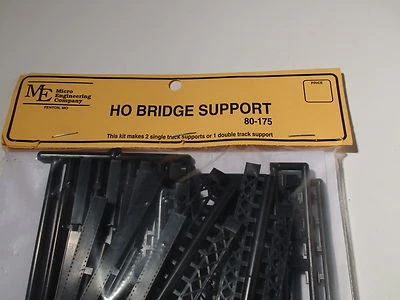 ME Micro
Engineering
Company
FENTON, MO
HO BRIDGE SUPPORT
80-175
This kit makes 2 single truck supports or 1 double track support
PRICE